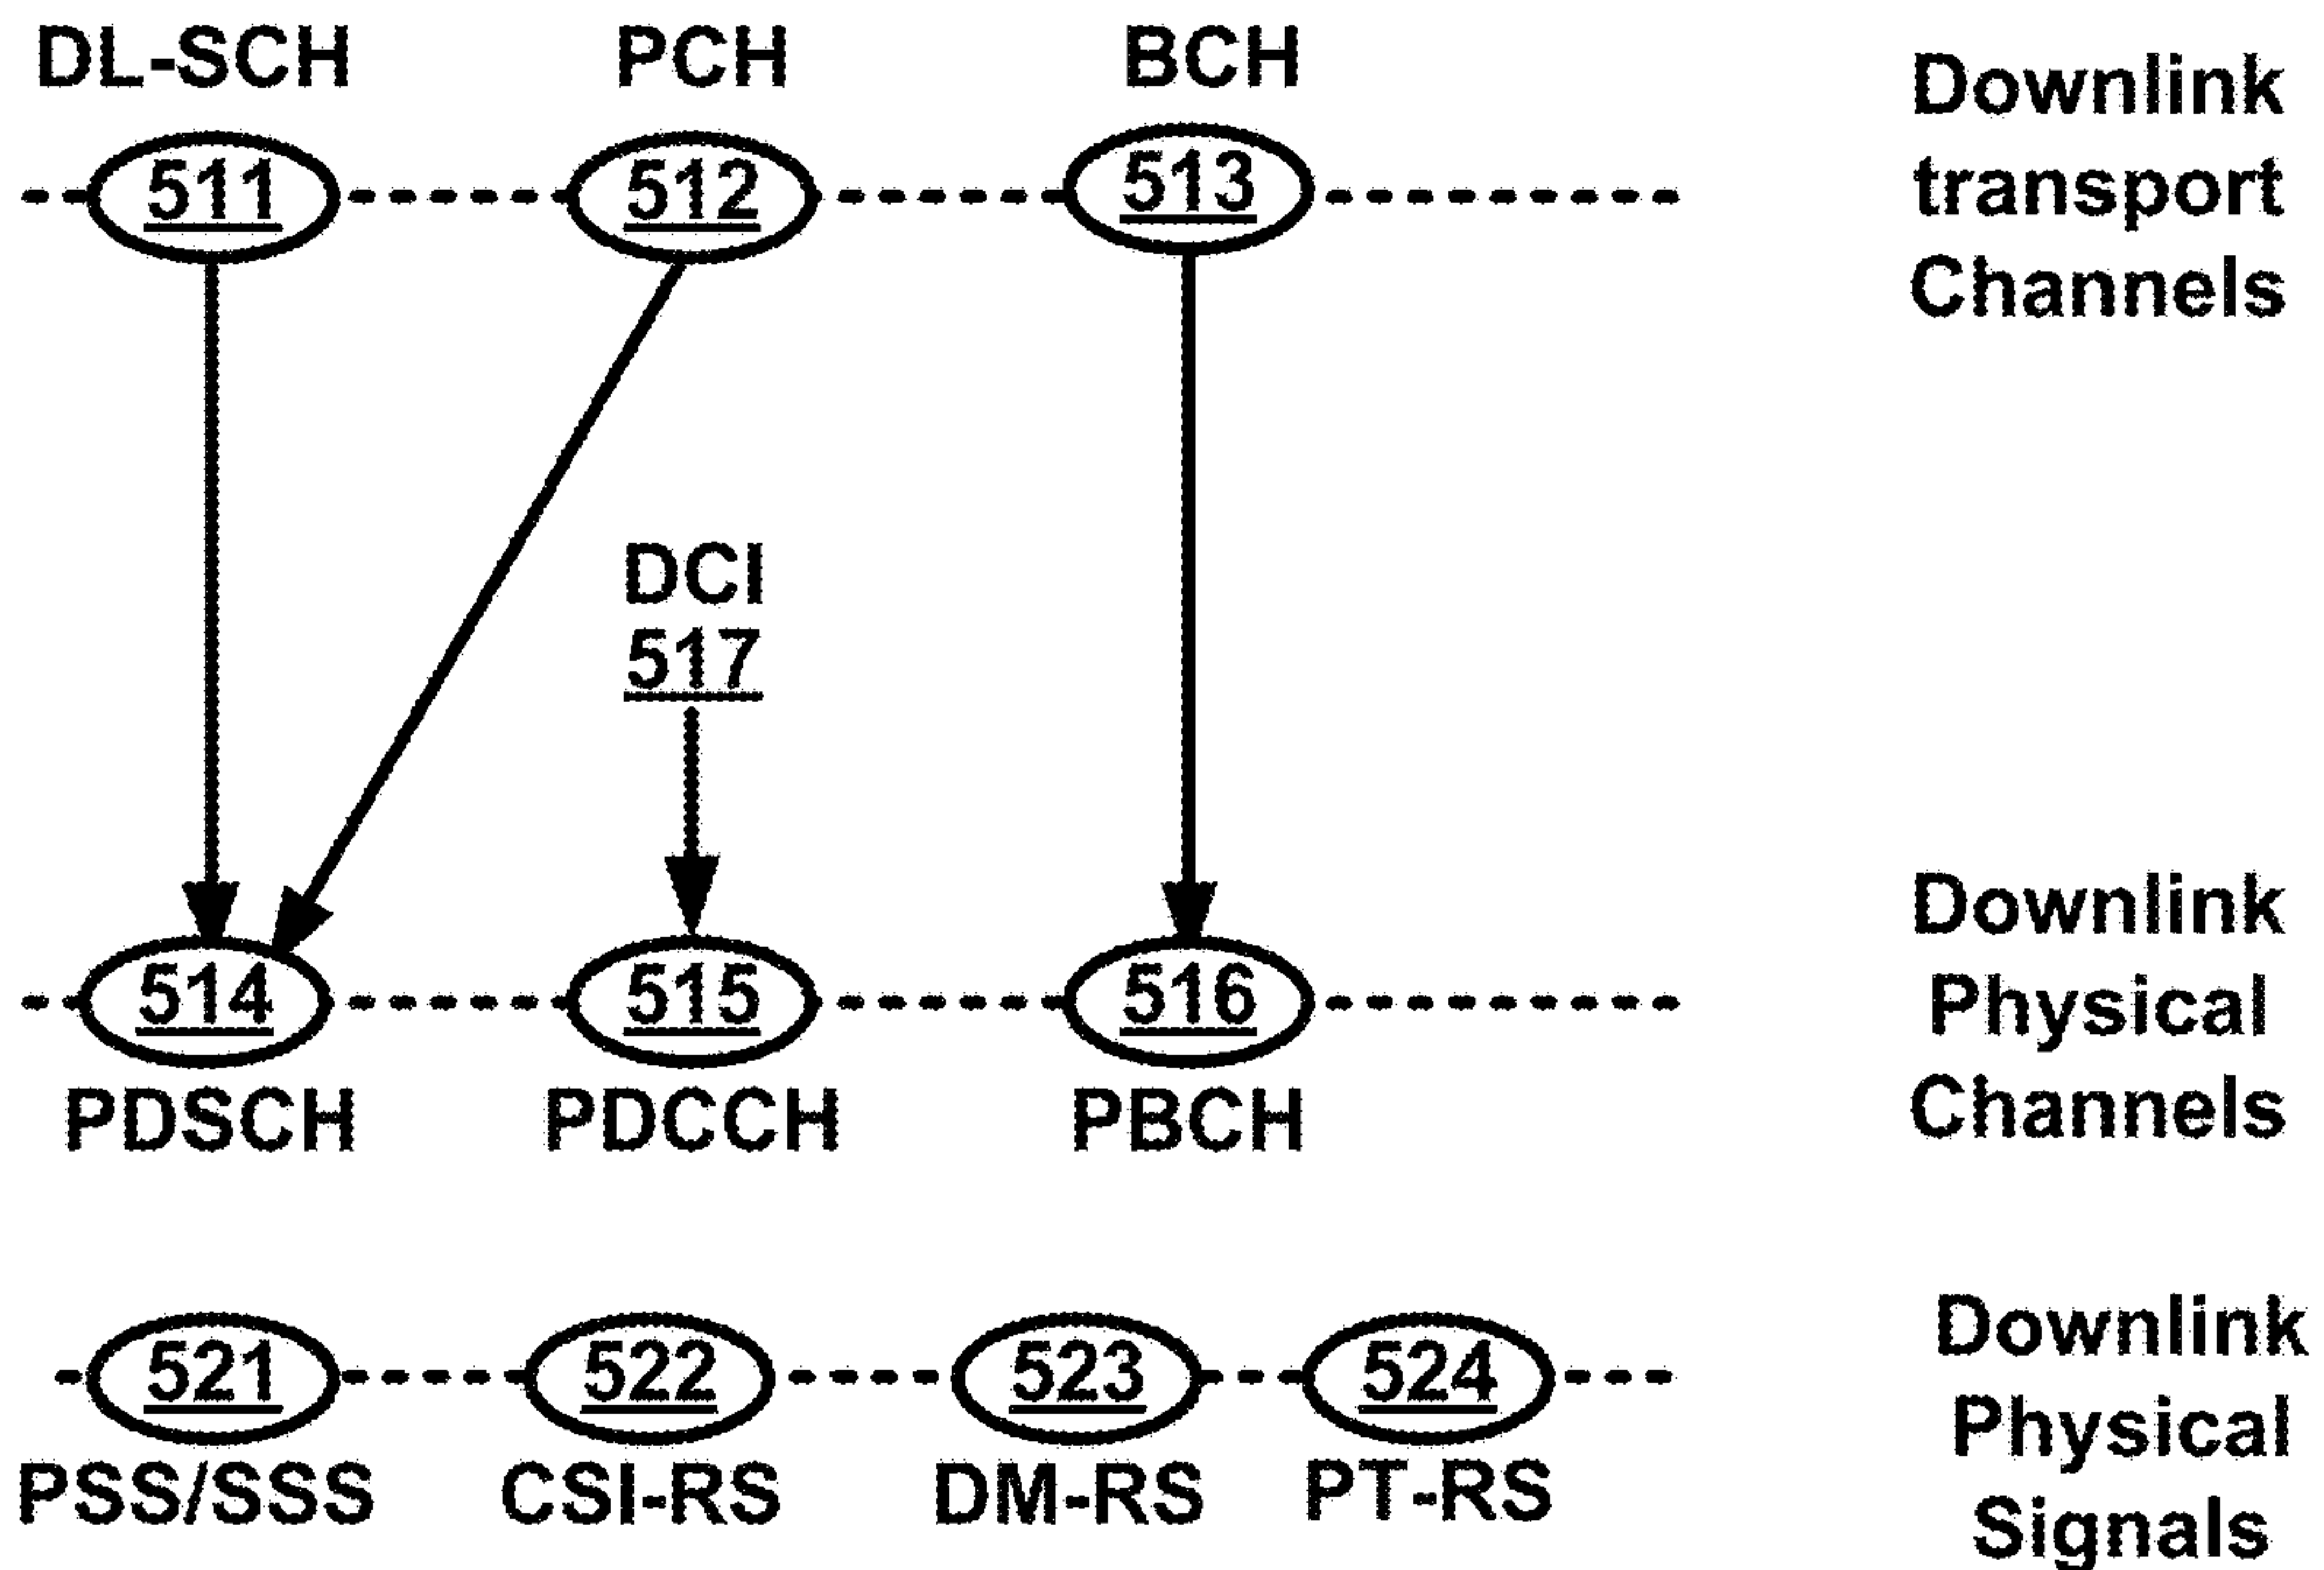 DL-SCH
PCH
BCH
511
512
513
Downlink
transport
Channels
DCI
517
514
515
516
PDSCH
PDCCH
PBCH
Downlink
Physical
Channels
521
522
523
524
PSS/SSS
CSI-RS
DM-RS
PT-RS
Downlink
Physical
Signals